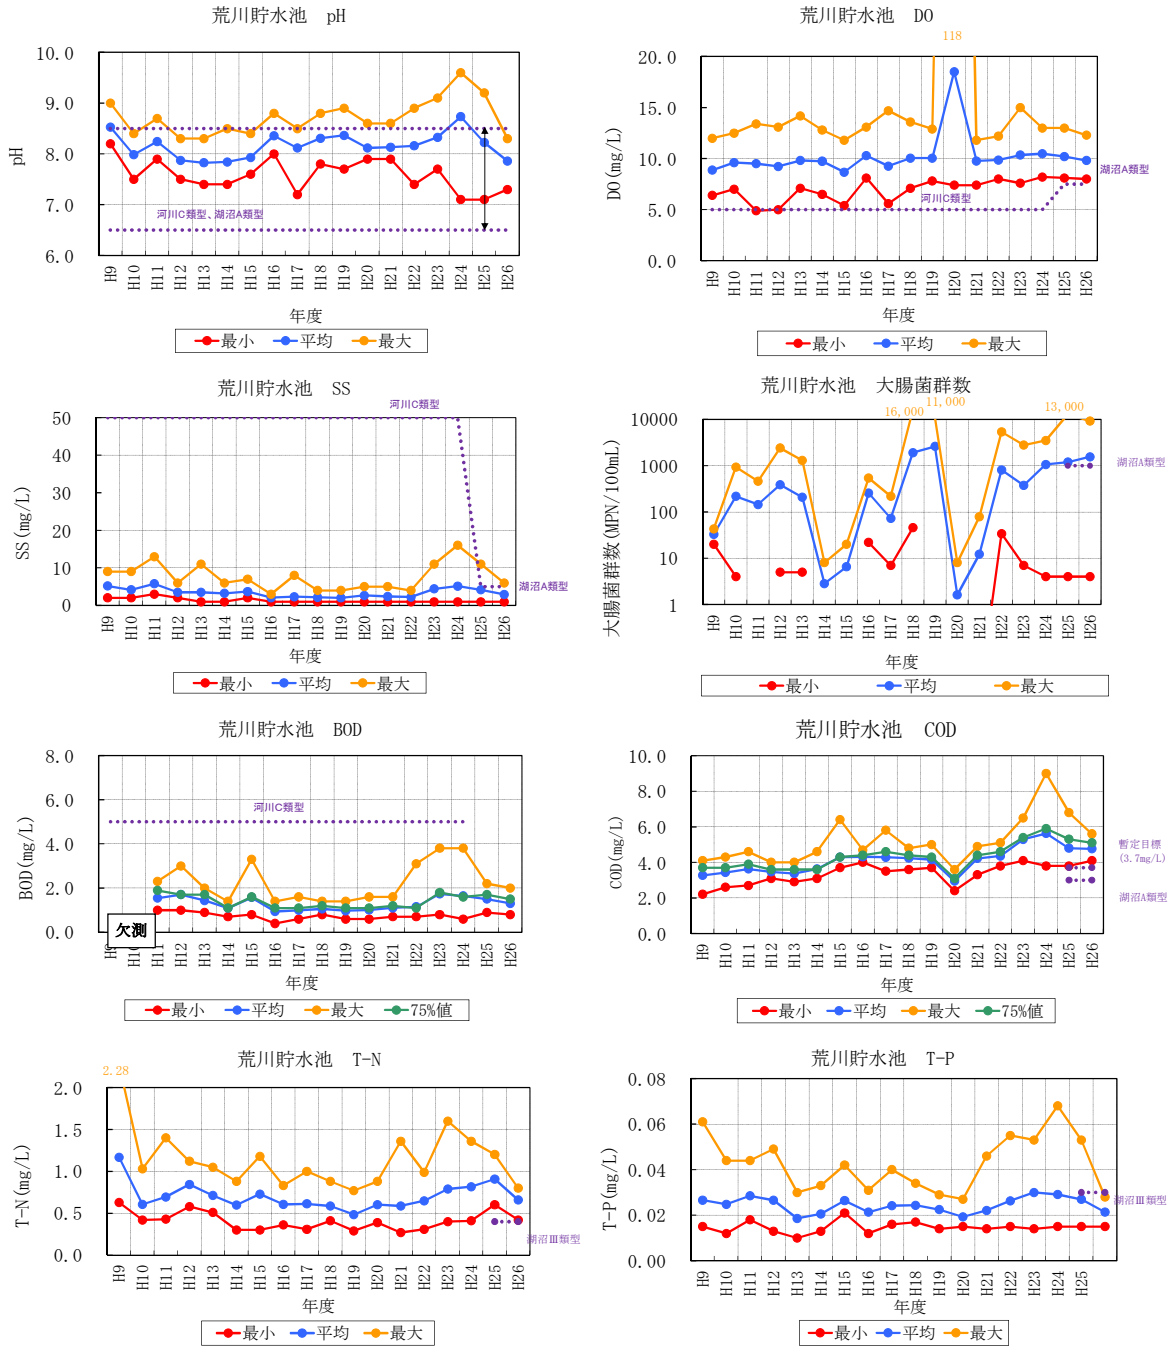 荒川貯水池　pH
10.0
9.0
8.0
7.0
6.0
pH
河川C類型、湖沼A類型
H9 H10 H11 H12 H13 H14 H15 H16 H17 H18 H19 H20 H21 H22 H23 H24 H25 H26
年度
最小 平均 最大
荒川貯水池　DO
118
20.0
15.0
10.0
5.0
0.0
DO(mg/L)
湖沼A類型
河川C類型
H9 H10 H11 H12 H13 H14 H15 H16 H17 H18 H19 H20 H21 H22 H23 H24 H25 H26
年度
最小 平均 最大
荒川貯水池　SS
河川C類型
50
40
30
20
10
0
SS(mg/L)
湖沼A類型
H9 H10 H11 H12 H13 H14 H15 H16 H17 H18 H19 H20 H21 H22 H23 H24 H25 H26
年度
最小 平均 最大
荒川貯水池　大腸菌群数
16,000 11,000 13,000
10000
1000
100
10
1
大腸菌群数(MPN/100mL)
湖沼A類型
H9 H10 H11 H12 H13 H14 H15 H16 H17 H18 H19 H20 H21 H22 H23 H24 H25 H26
年度
最小 平均 最大
荒川貯水池　BOD
8.0
6.0
4.0
2.0
0.0
BOD(mg/L)
河川C類型
欠測
H9 H10 H11 H12 H13 H14 H15 H16 H17 H18 H19 H20 H21 H22 H23 H24 H25 H26
年度
最小 平均 最大 75%値
荒川貯水池　COD
10.0
8.0
6.0
4.0
2.0
0.0
COD(mg/L)
暫定目標
(3.7mg/L)
湖沼A類型
H9 H10 H11 H12 H13 H14 H15 H16 H17 H18 H19 H20 H21 H22 H23 H24 H25 H26
年度
最小 平均 最大 75%値
荒川貯水池　T-N
2.28
2.0
1.5
1.0
0.5
0.0
T-N(mg/L)
湖沼Ⅲ類型
H9 H10 H11 H12 H13 H14 H15 H16 H17 H18 H19 H20 H21 H22 H23 H24 H25 H26
年度
最小 平均 最大
荒川貯水池　T-P
0.08
0.06
0.04
0.02
0.00
T-P(mg/L)
湖沼Ⅲ類型
H9 H10 H11 H12 H13 H14 H15 H16 H17 H18 H19 H20 H21 H22 H23 H24 H25
年度
最小 平均 最大